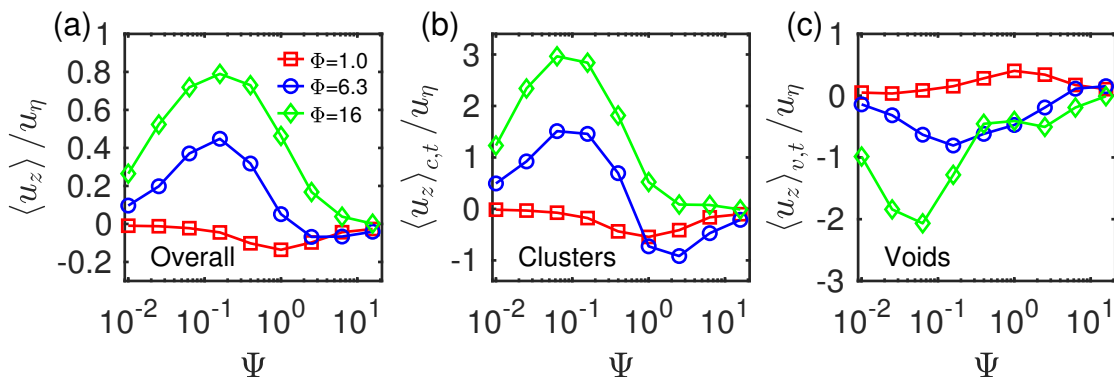 (a)
⟨u_z⟩ / u_η
1
0.8
0.6
0.4
0.2
0
-0.2
Φ=1.0
Φ=6.3
Φ=16
Overall
10^-2 10^-1 10^0 10^1
Ψ
(b)
⟨u_z⟩_c,t / u_η
3
2
1
0
-1
Clusters
10^-2 10^-1 10^0 10^1
Ψ
(c)
⟨u_z⟩_v,t / u_η
1
0
-1
-2
-3
Voids
10^-2 10^-1 10^0 10^1
Ψ